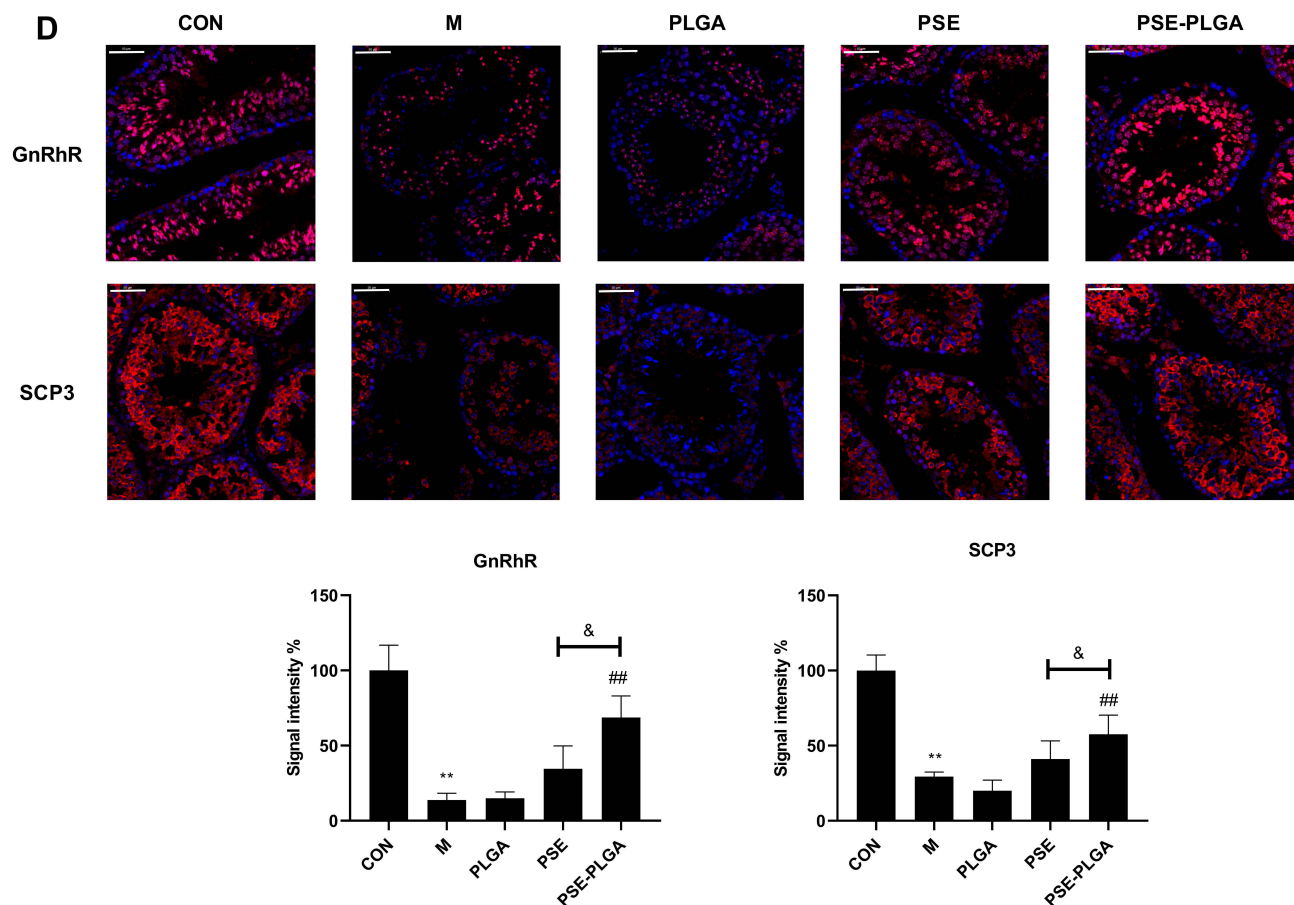 D
CON M PLGA PSE PSE-PLGA
GnRhR
SCP3
GnRhR
Signal intensity %
150
100
50
0
**
##
&
CON M PLGA PSE PSE-PLGA
SCP3
Signal intensity %
150
100
50
0
**
##
&
CON M PLGA PSE PSE-PLGA